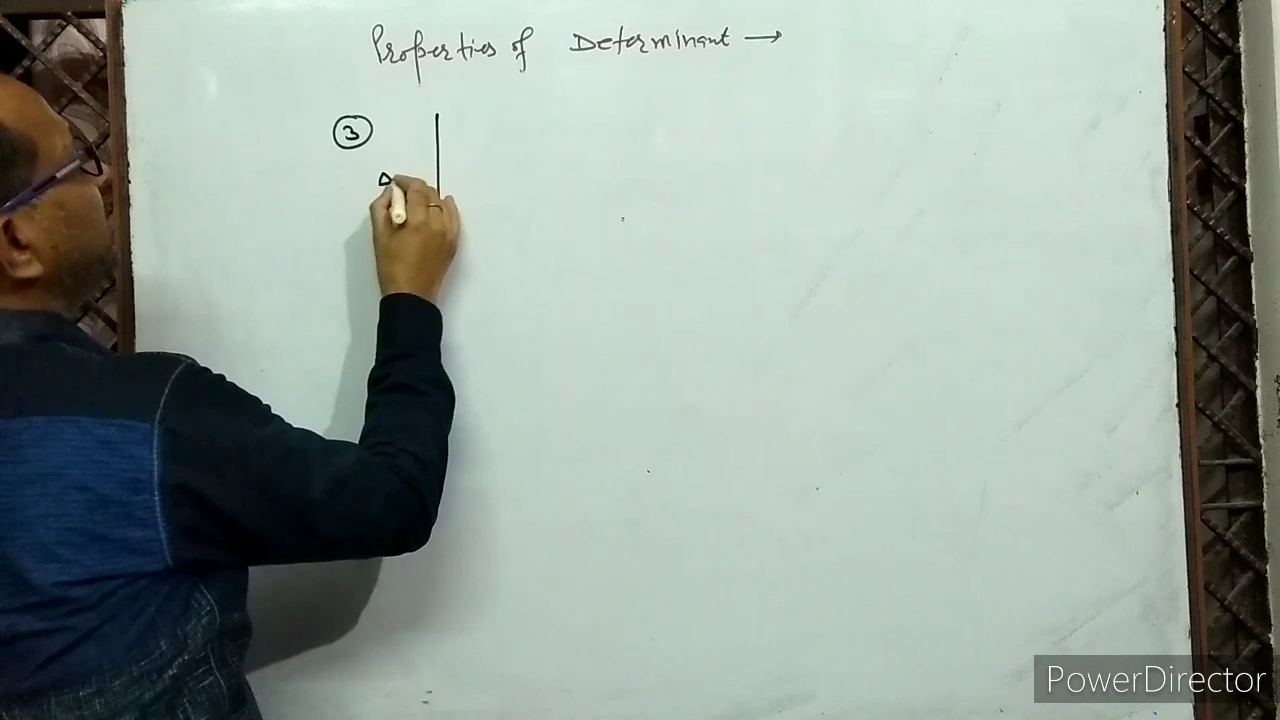 Properties of Determinant →
③
Δ
PowerDirector